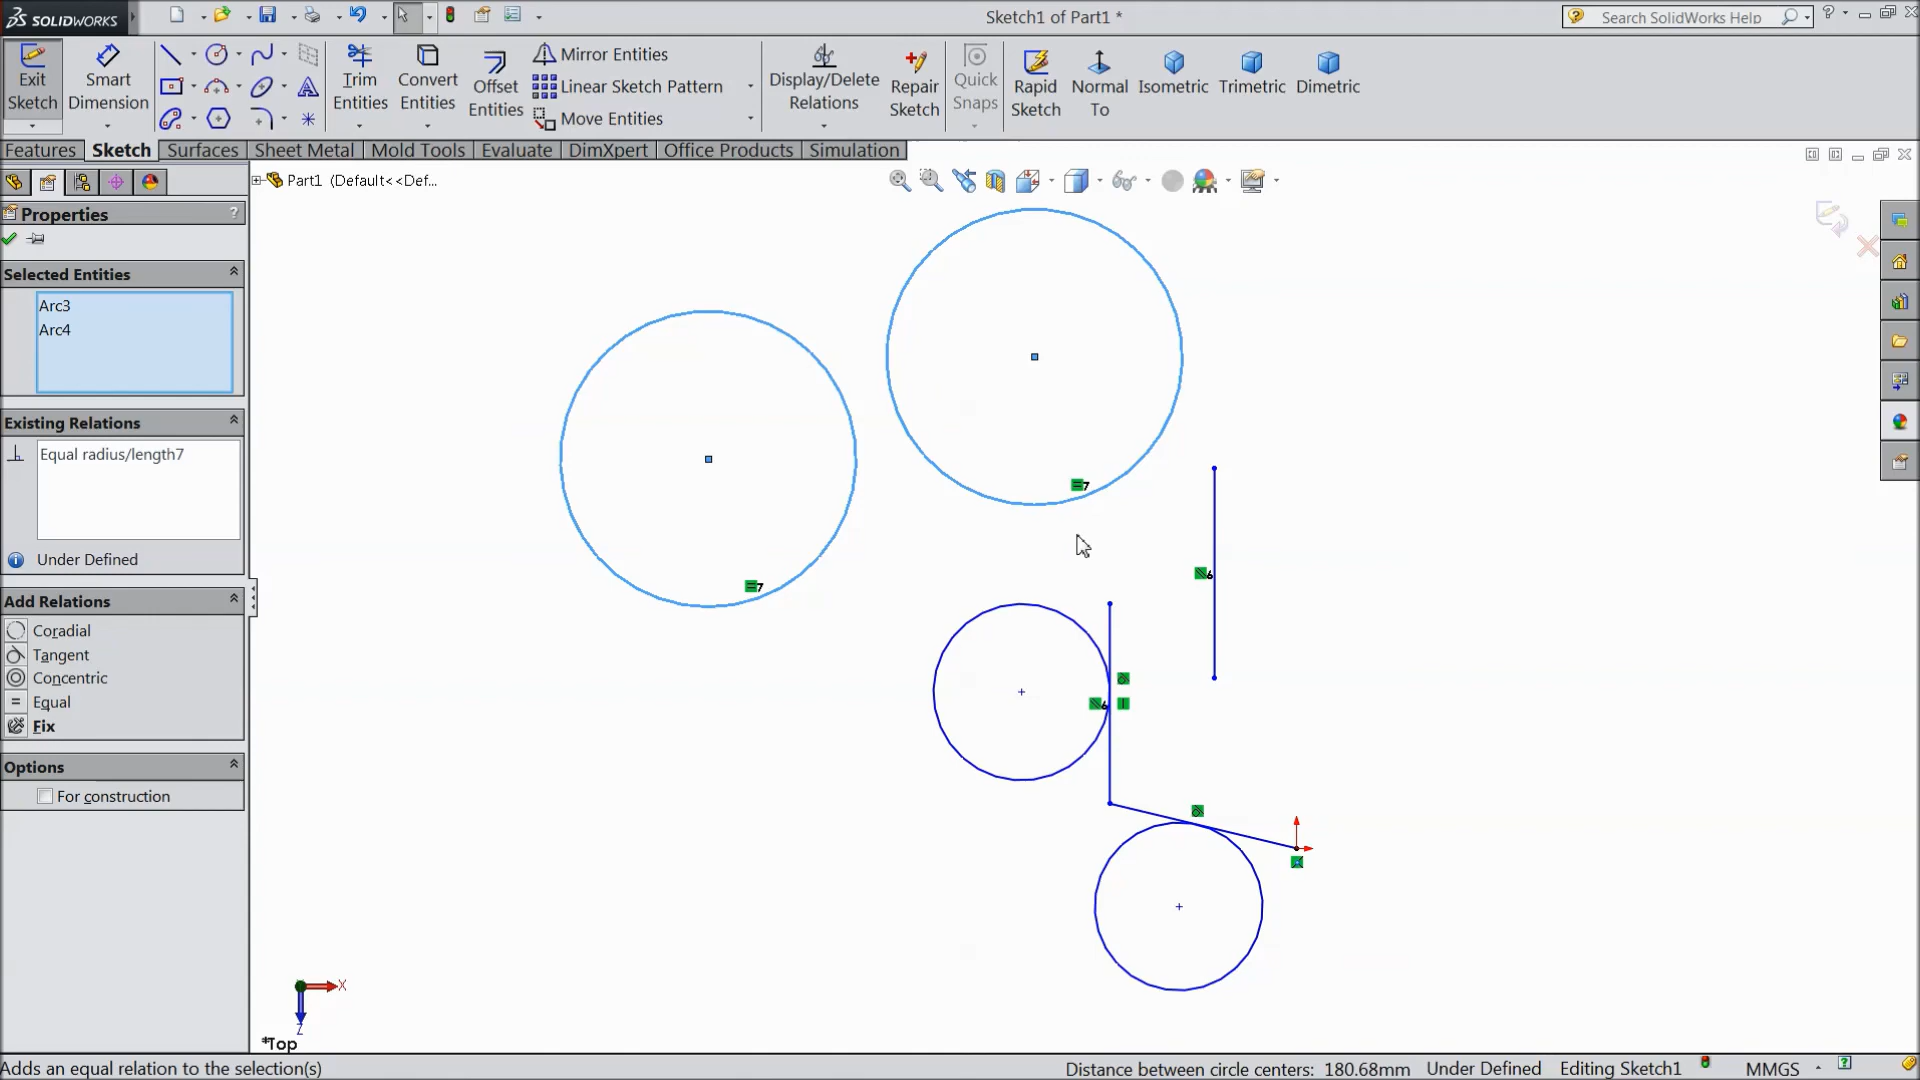 SOLIDWORKS
Sketch1 of Part1 *
Search SolidWorks Help
Exit Sketch
Smart Dimension
Trim Entities
Convert Entities
Offset Entities
Mirror Entities
Linear Sketch Pattern
Move Entities
Display/Delete Relations
Repair Sketch
Quick Snaps
Rapid Sketch
Normal To
Isometric
Trimetric
Dimetric
Features
Sketch
Surfaces
Sheet Metal
Mold Tools
Evaluate
DimXpert
Office Products
Simulation
Part1 (Default<<Def...
Properties
?
Selected Entities
Arc3
Arc4
Existing Relations
Equal radius/length7
Under Defined
Add Relations
Coradial
Tangent
Concentric
Equal
Fix
Options
For construction
7
7
6
6
X
Z
*Top
Adds an equal relation to the selection(s)
Distance between circle centers: 180.68mm
Under Defined
Editing Sketch1
MMGS